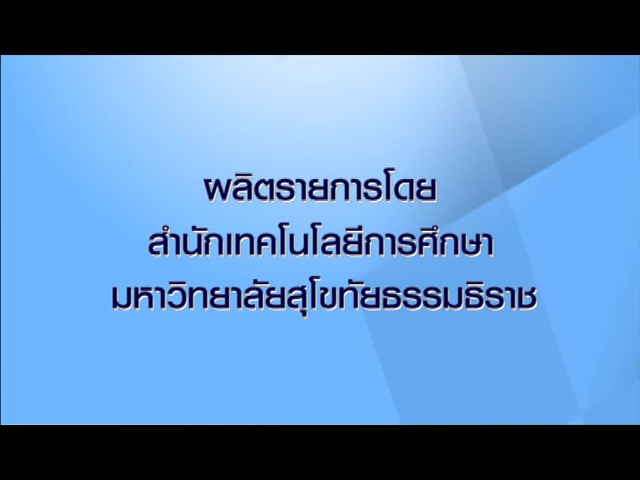 ผลิตรายการโดย
สำนักเทคโนโลยีการศึกษา
มหาวิทยาลัยสุโขทัยธรรมธิราช